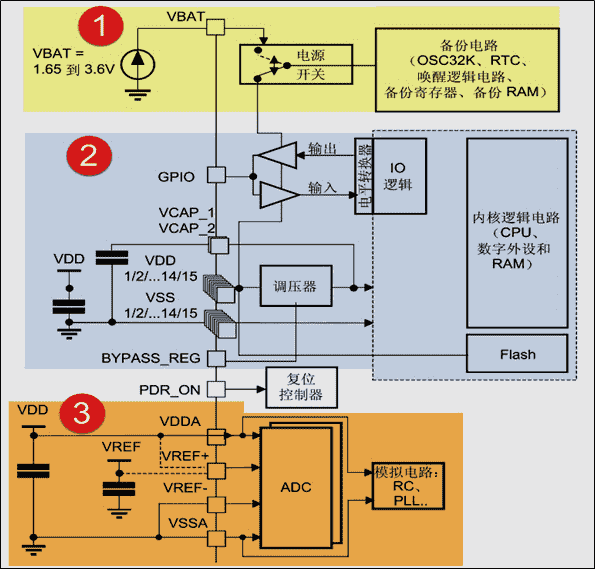 1
VBAT
VBAT =
1.65 到 3.6V
电源
开关
备份电路
（OSC32K、RTC、
唤醒逻辑电路、
备份寄存器、备份 RAM）
2
GPIO
输出
输入
电平转换器
IO
逻辑
VCAP_1
VCAP_2
VDD
VDD
1/2/...14/15
VSS
1/2/...14/15
调压器
内核逻辑电路
（CPU、
数字外设和
RAM）
Flash
BYPASS_REG
PDR_ON
复位
控制器
3
VDD
VDDA
VREF
VREF+
VREF-
VSSA
ADC
模拟电路：
RC、
PLL..